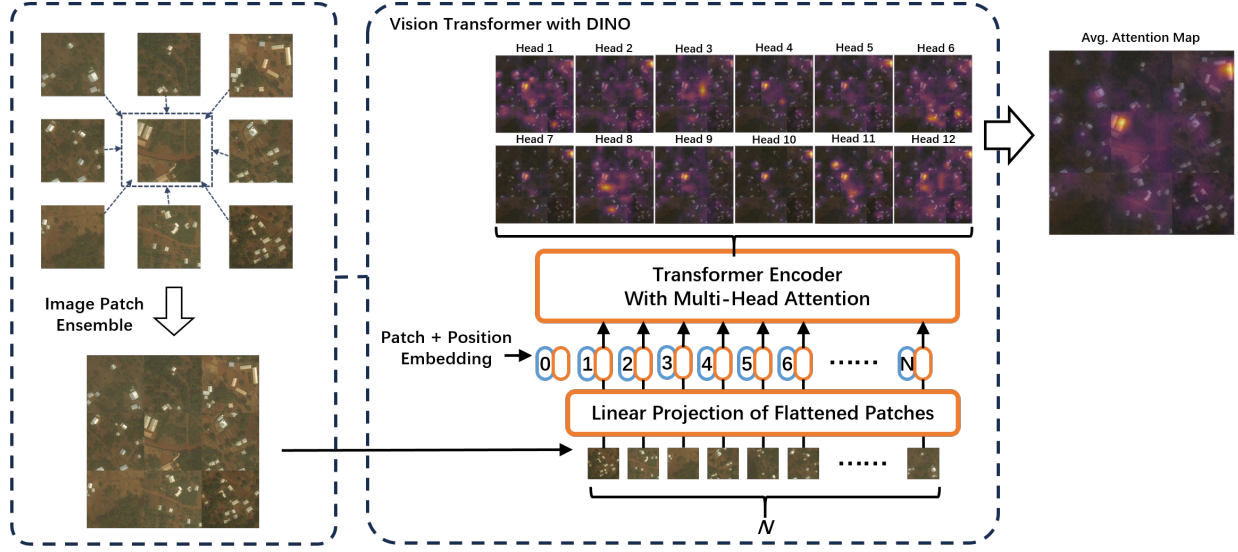 Vision Transformer with DINO
Head 1 Head 2 Head 3 Head 4 Head 5 Head 6
Head 7 Head 8 Head 9 Head 10 Head 11 Head 12
Avg. Attention Map
Image Patch
Ensemble
Transformer Encoder
With Multi-Head Attention
Patch + Position
Embedding
0 1 2 3 4 5 6 ...... N
Linear Projection of Flattened Patches
......
N